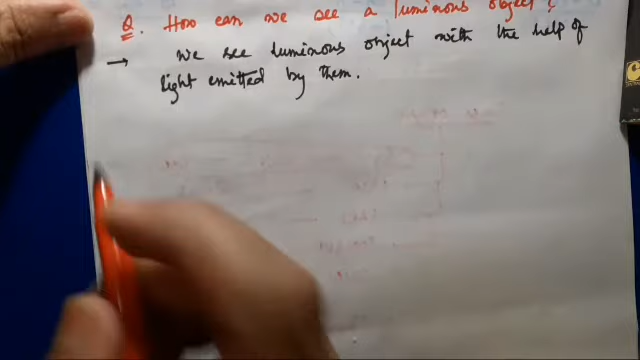 Q. How can we see a luminous object?
→ we see luminous object with the help of
light emitted by them.